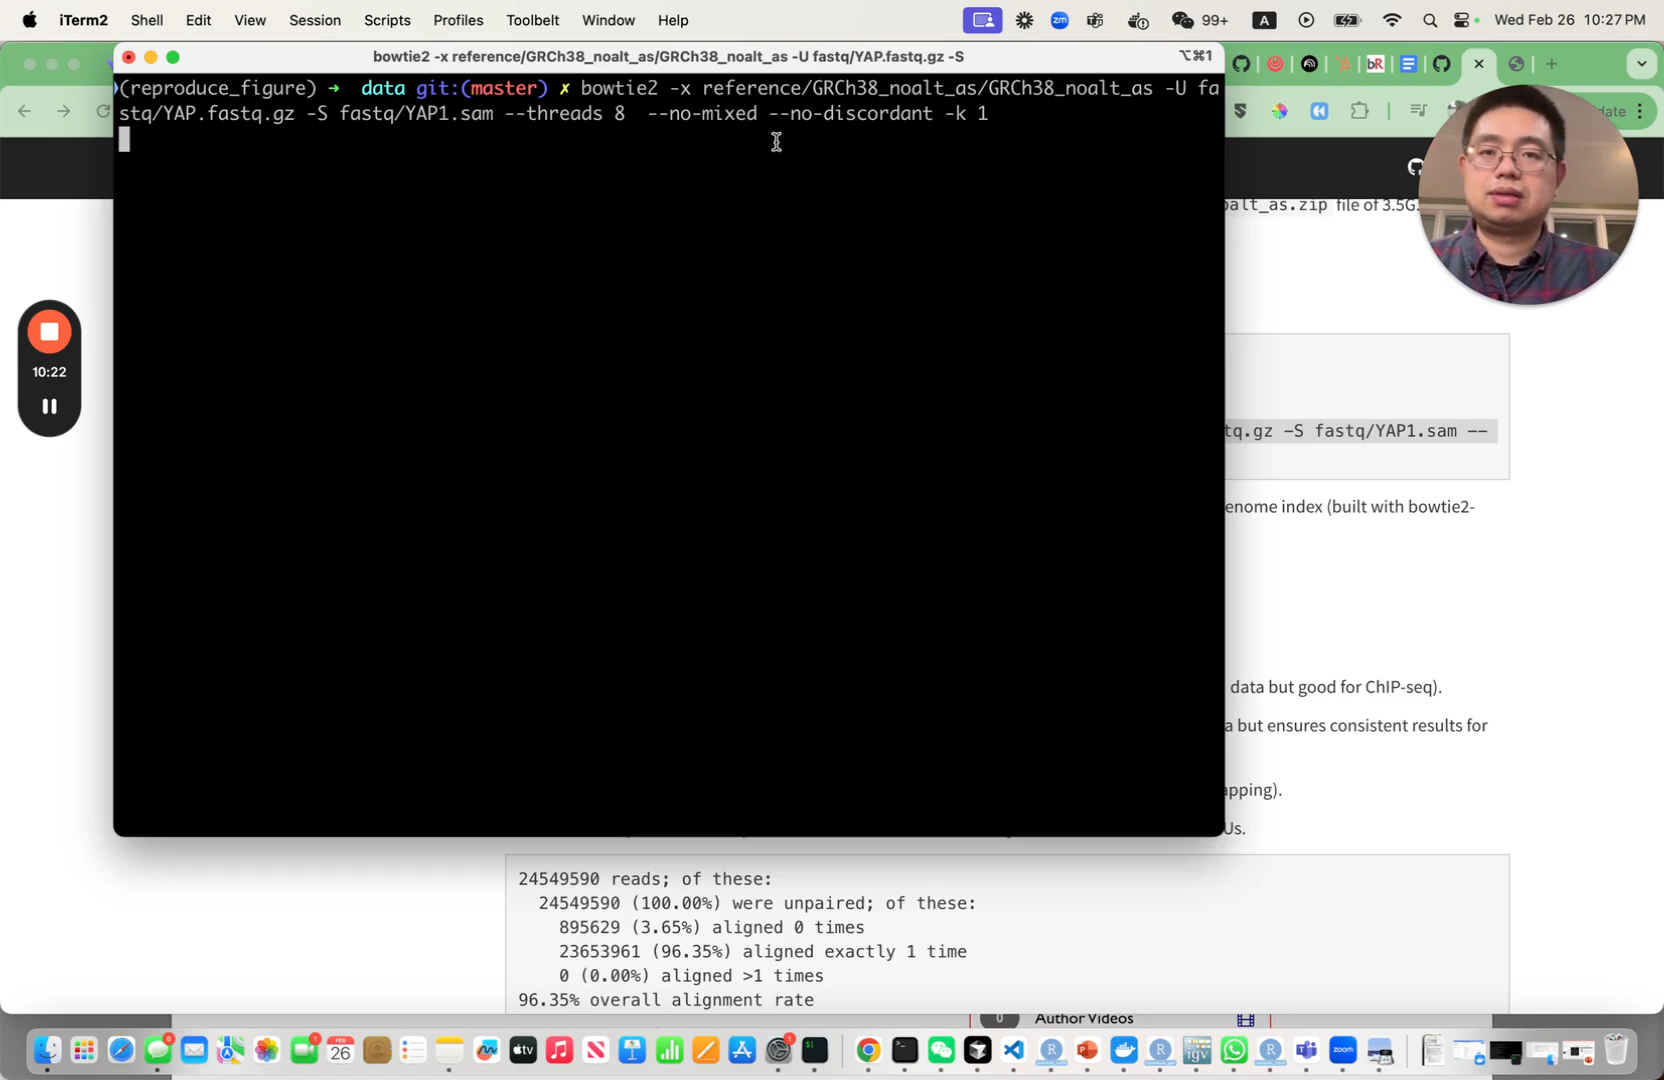 iTerm2 Shell Edit View Session Scripts Profiles Toolbelt Window Help
99+ A Wed Feb 26 10:27 PM
bowtie2 -x reference/GRCh38_noalt_as/GRCh38_noalt_as -U fastq/YAP.fastq.gz -S
⌥⌘1
(reproduce_figure) ➜ data git:(master) ✗ bowtie2 -x reference/GRCh38_noalt_as/GRCh38_noalt_as -U fa
stq/YAP.fastq.gz -S fastq/YAP1.sam --threads 8 --no-mixed --no-discordant -k 1
10:22
alt_as.zip file of 3.5G.
tq.gz -S fastq/YAP1.sam --
enome index (built with bowtie2-
data but good for ChIP-seq).
a but ensures consistent results for
apping).
Us.
24549590 reads; of these:
24549590 (100.00%) were unpaired; of these:
895629 (3.65%) aligned 0 times
23653961 (96.35%) aligned exactly 1 time
0 (0.00%) aligned >1 times
96.35% overall alignment rate
0 Author Videos